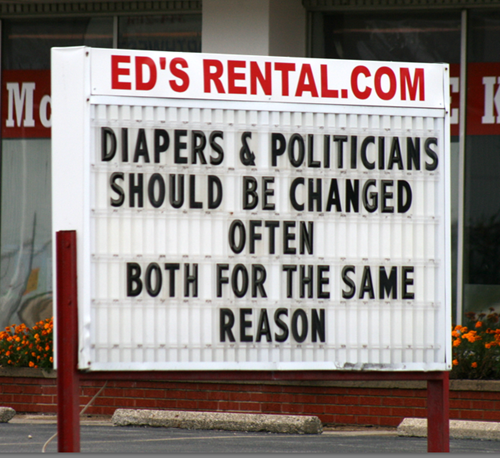 ED'S RENTAL.COM
DIAPERS & POLITICIANS
SHOULD BE CHANGED
OFTEN
BOTH FOR THE SAME
REASON